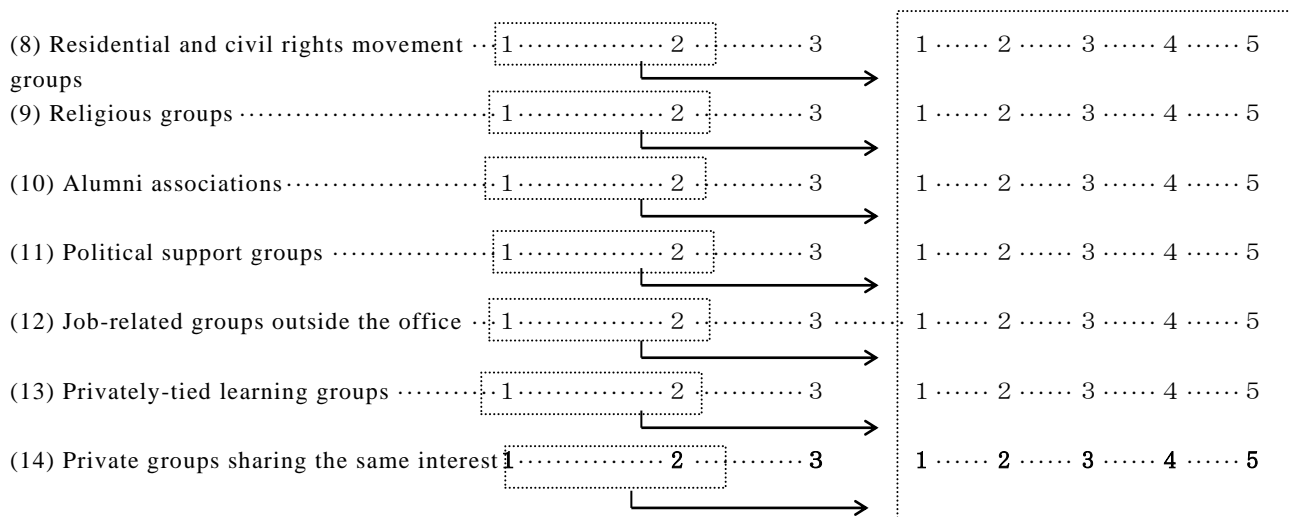 (8) Residential and civil rights movement ···1················2···········3 1······2······3······4······5
groups
(9) Religious groups ····························1················2···········3 1······2······3······4······5
(10) Alumni associations·······················1················2···········3 1······2······3······4······5
(11) Political support groups ··················1················2···········3 1······2······3······4······5
(12) Job-related groups outside the office ···1················2···········3 ········1······2······3······4······5
(13) Privately-tied learning groups ···········1················2···········3 1······2······3······4······5
(14) Private groups sharing the same interest 1················2···········3 1······2······3······4······5